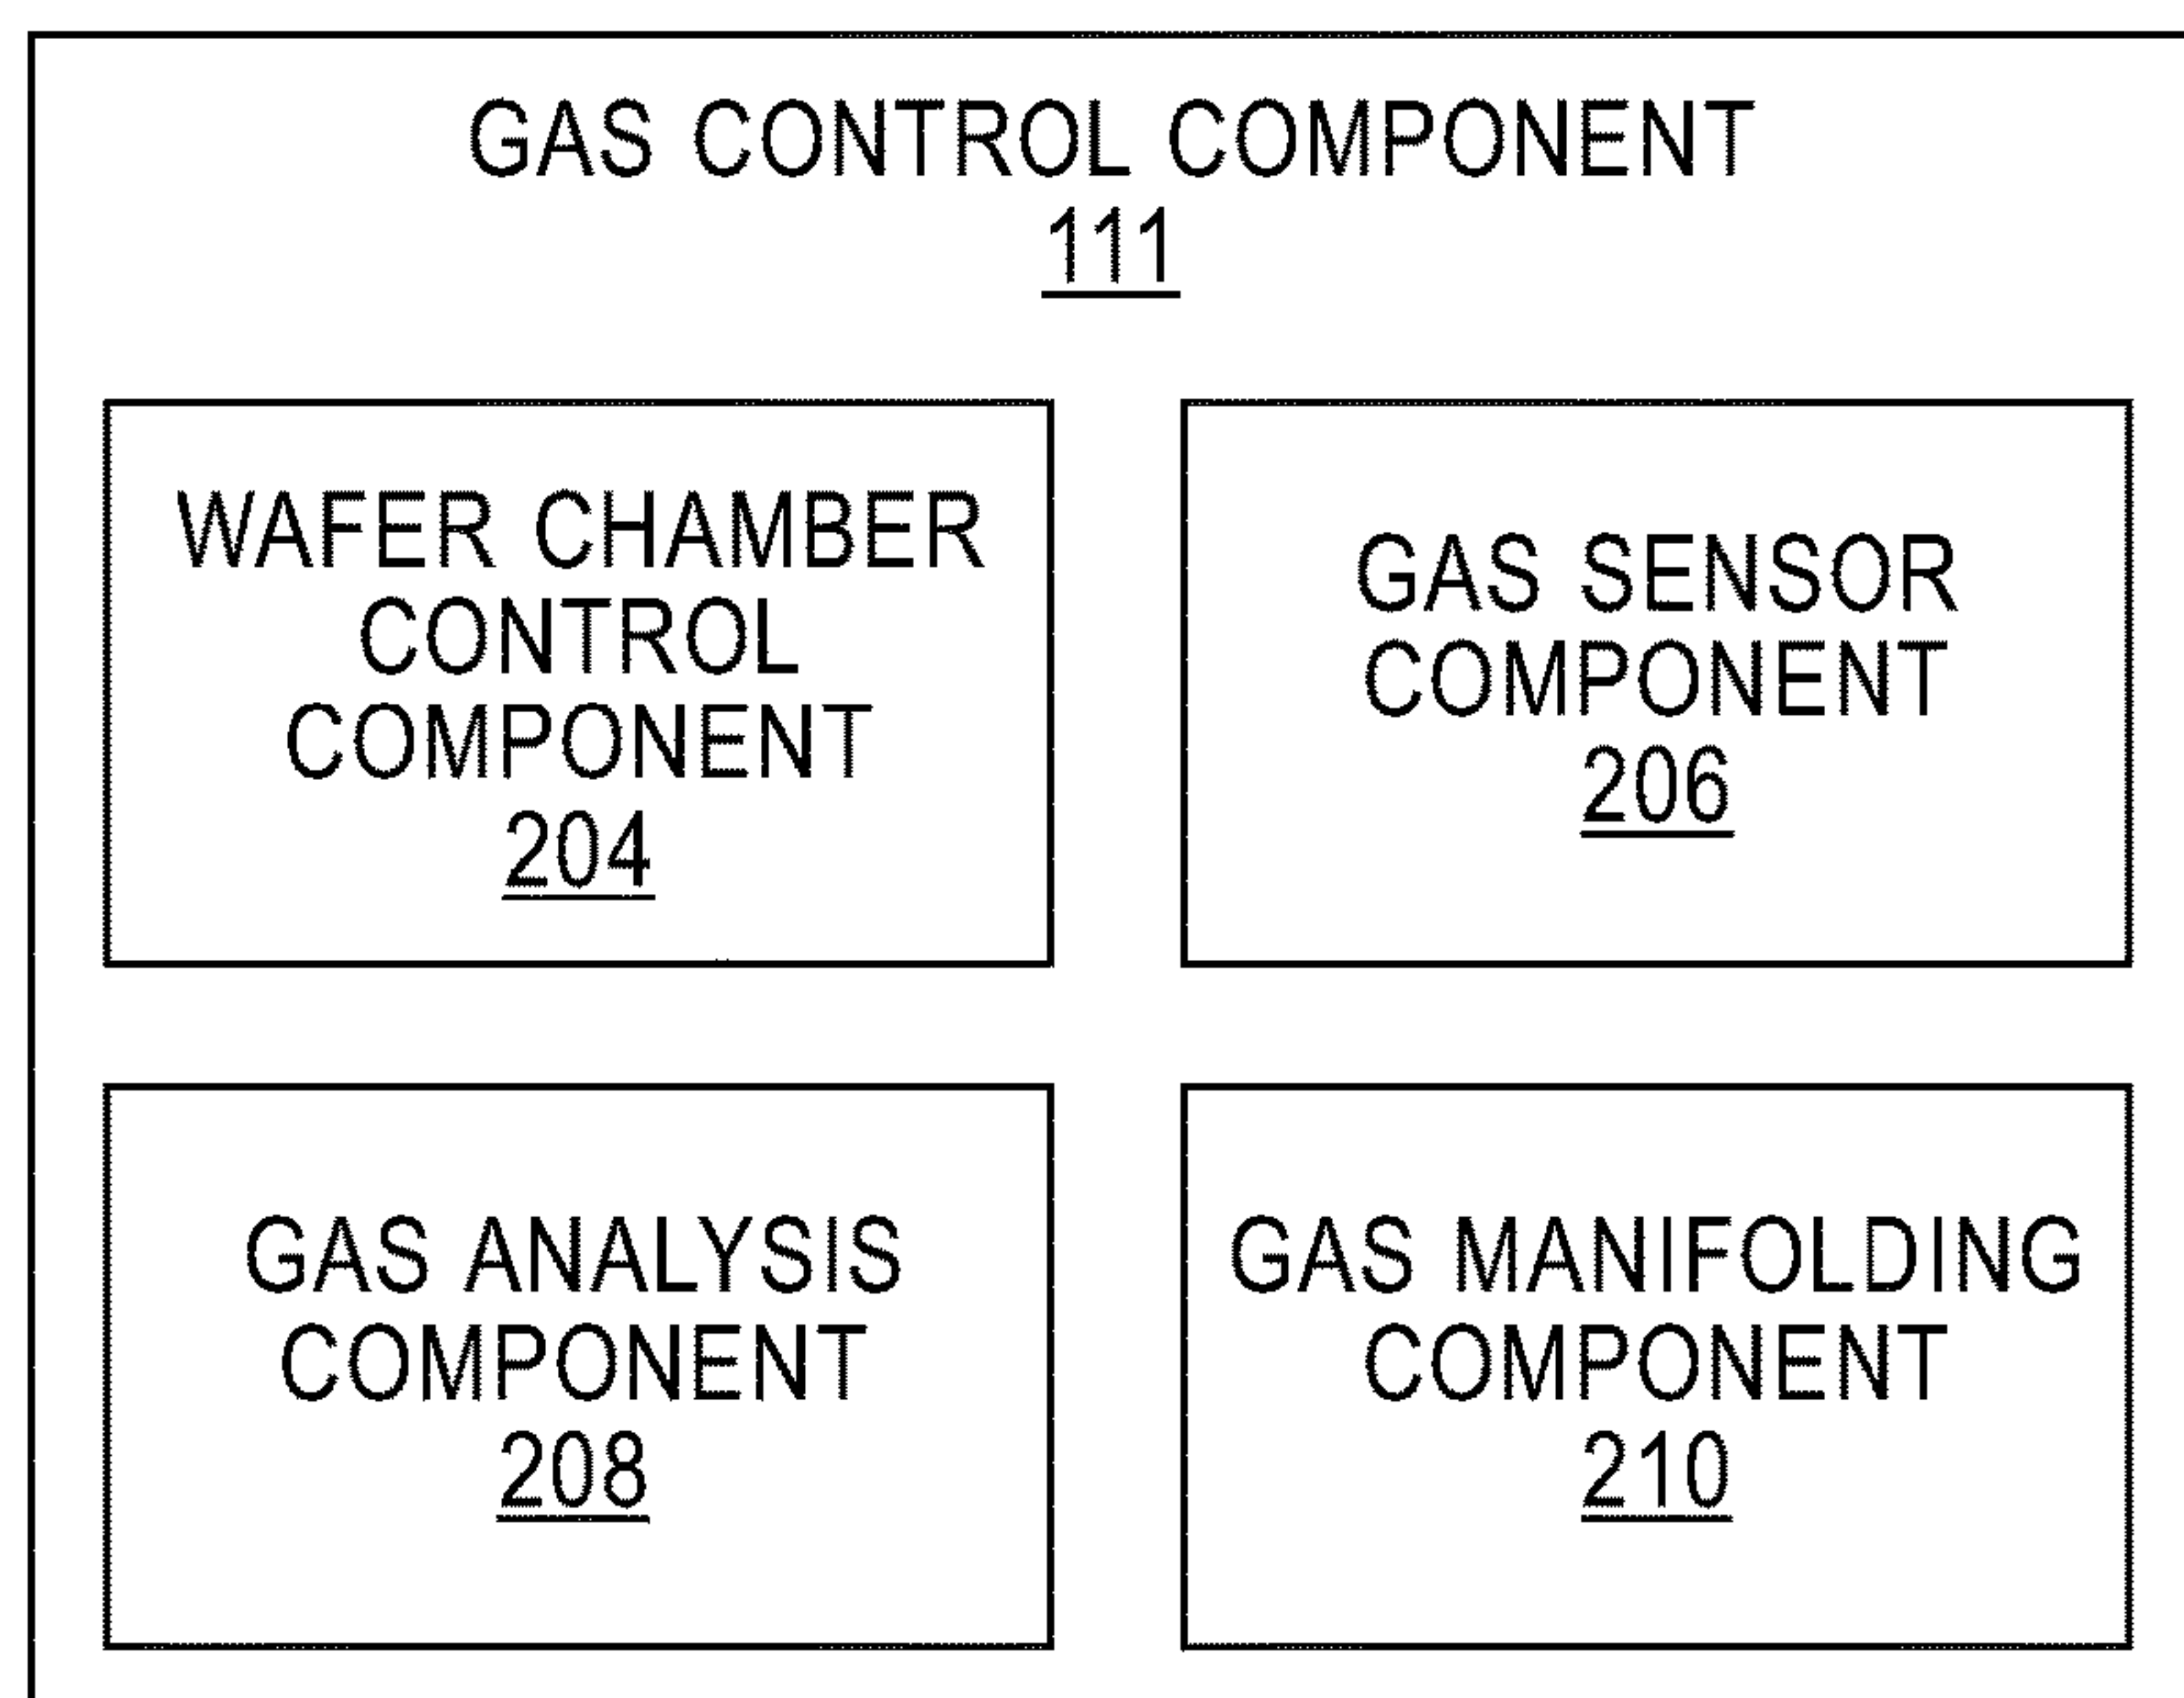 GAS CONTROL COMPONENT
111
WAFER CHAMBER
CONTROL
COMPONENT
204
GAS SENSOR
COMPONENT
206
GAS ANALYSIS
COMPONENT
208
GAS MANIFOLDING
COMPONENT
210